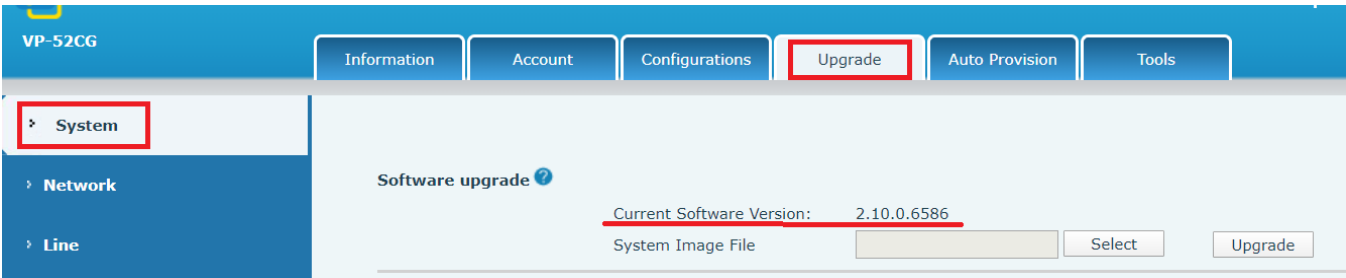 VP-52CG
Information Account Configurations Upgrade Auto Provision Tools
System
Network
Line
Software upgrade ?
Current Software Version: 2.10.0.6586
System Image File Select Upgrade